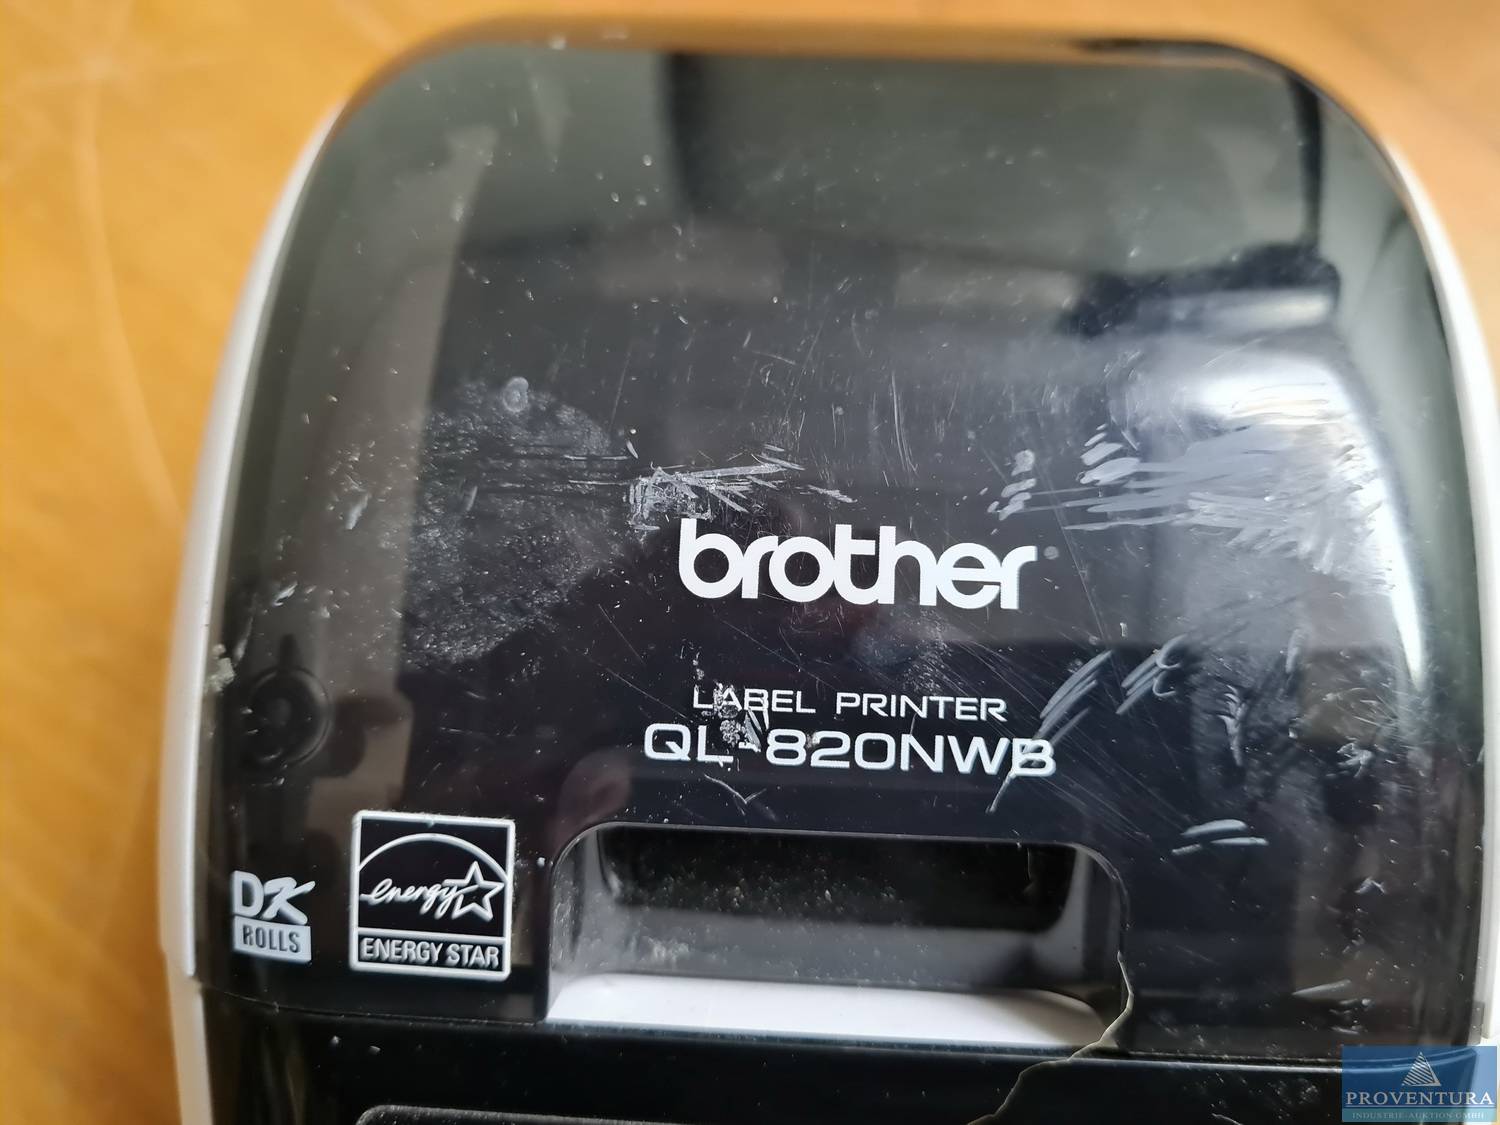 brother
LABEL PRINTER
QL-820NWB
DK
ROLLS
energy
ENERGY STAR
PROVENTURA
INDUSTRIE-AUKTION GMBH